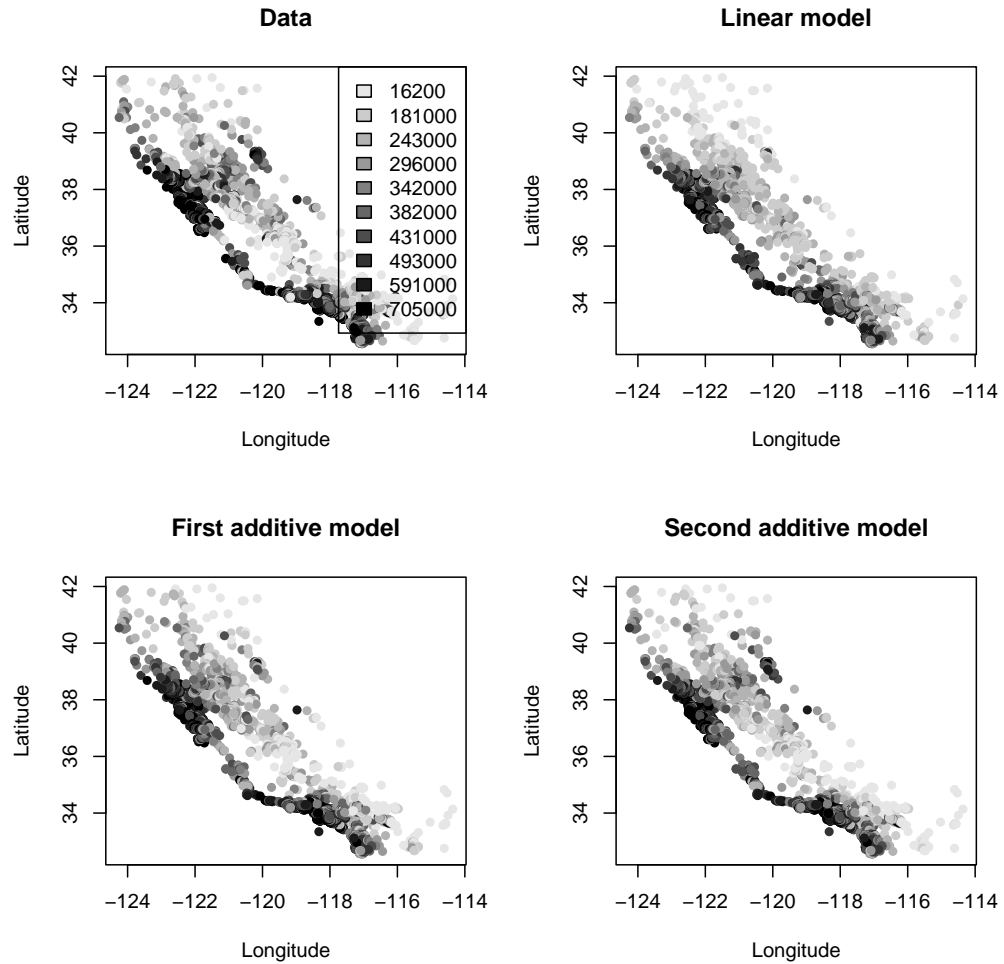 Data
Linear model
42
40
38
36
34
Latitude
16200
181000
243000
296000
342000
382000
431000
493000
591000
705000
−124 −122 −120 −118 −116 −114
Longitude
42
40
38
36
34
Latitude
−124 −122 −120 −118 −116 −114
Longitude
First additive model
Second additive model
42
40
38
36
34
Latitude
−124 −122 −120 −118 −116 −114
Longitude
42
40
38
36
34
Latitude
−124 −122 −120 −118 −116 −114
Longitude